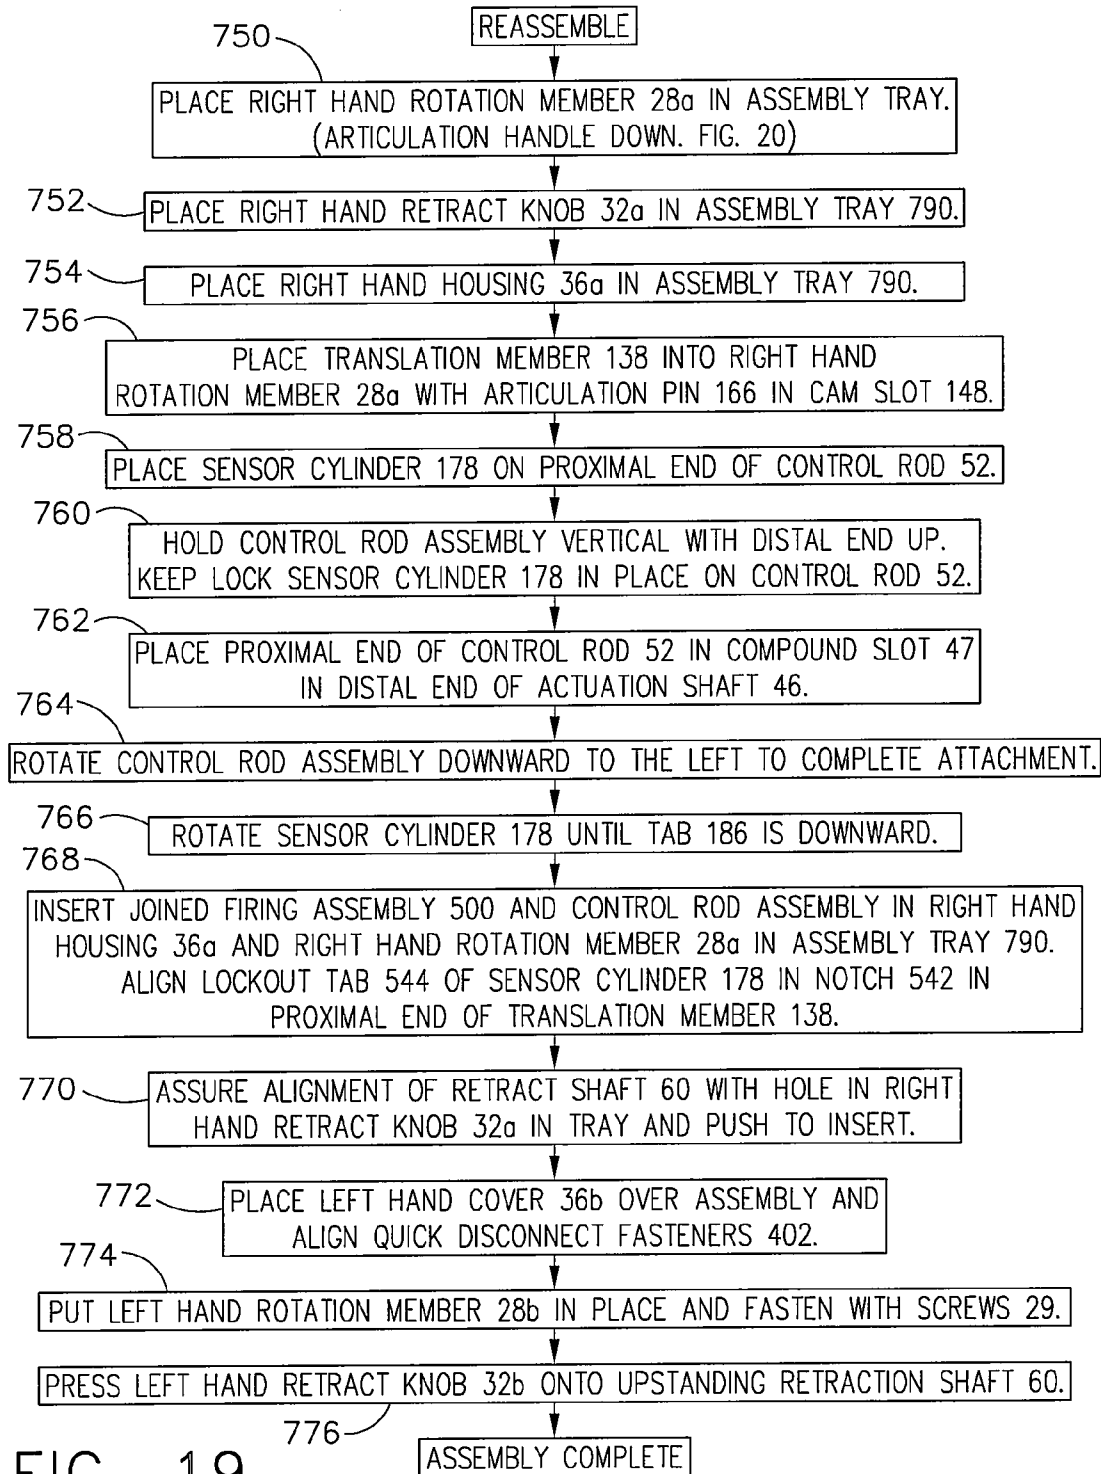 REASSEMBLE
750
PLACE RIGHT HAND ROTATION MEMBER 28a IN ASSEMBLY TRAY.
(ARTICULATION HANDLE DOWN. FIG. 20)
752
PLACE RIGHT HAND RETRACT KNOB 32a IN ASSEMBLY TRAY 790.
754
PLACE RIGHT HAND HOUSING 36a IN ASSEMBLY TRAY 790.
756
PLACE TRANSLATION MEMBER 138 INTO RIGHT HAND
ROTATION MEMBER 28a WITH ARTICULATION PIN 166 IN CAM SLOT 148.
758
PLACE SENSOR CYLINDER 178 ON PROXIMAL END OF CONTROL ROD 52.
760
HOLD CONTROL ROD ASSEMBLY VERTICAL WITH DISTAL END UP.
KEEP LOCK SENSOR CYLINDER 178 IN PLACE ON CONTROL ROD 52.
762
PLACE PROXIMAL END OF CONTROL ROD 52 IN COMPOUND SLOT 47
IN DISTAL END OF ACTUATION SHAFT 46.
764
ROTATE CONTROL ROD ASSEMBLY DOWNWARD TO THE LEFT TO COMPLETE ATTACHMENT.
766
ROTATE SENSOR CYLINDER 178 UNTIL TAB 186 IS DOWNWARD.
768
INSERT JOINED FIRING ASSEMBLY 500 AND CONTROL ROD ASSEMBLY IN RIGHT HAND
HOUSING 36a AND RIGHT HAND ROTATION MEMBER 28a IN ASSEMBLY TRAY 790.
ALIGN LOCKOUT TAB 544 OF SENSOR CYLINDER 178 IN NOTCH 542 IN
PROXIMAL END OF TRANSLATION MEMBER 138.
770
ASSURE ALIGNMENT OF RETRACT SHAFT 60 WITH HOLE IN RIGHT
HAND RETRACT KNOB 32a IN TRAY AND PUSH TO INSERT.
772
PLACE LEFT HAND COVER 36b OVER ASSEMBLY AND
ALIGN QUICK DISCONNECT FASTENERS 402.
774
PUT LEFT HAND ROTATION MEMBER 28b IN PLACE AND FASTEN WITH SCREWS 29.
PRESS LEFT HAND RETRACT KNOB 32b ONTO UPSTANDING RETRACTION SHAFT 60.
776
ASSEMBLY COMPLETE
FIG. 19